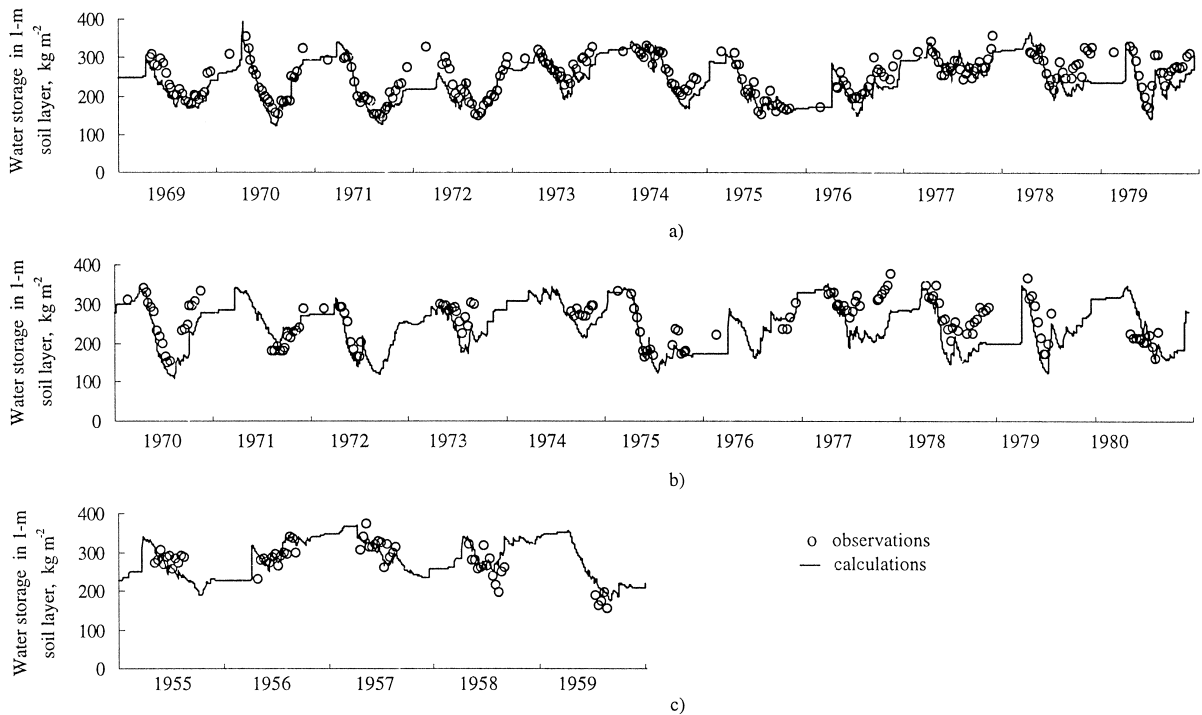 Water storage in 1-m
soil layer, kg m-2
400
300
200
100
0
1969 1970 1971 1972 1973 1974 1975 1976 1977 1978 1979
a)
Water storage in 1-m
soil layer, kg m-2
400
300
200
100
0
1970 1971 1972 1973 1974 1975 1976 1977 1978 1979 1980
b)
Water storage in 1-m
soil layer, kg m-2
400
300
200
100
0
1955 1956 1957 1958 1959
c)
observations
calculations